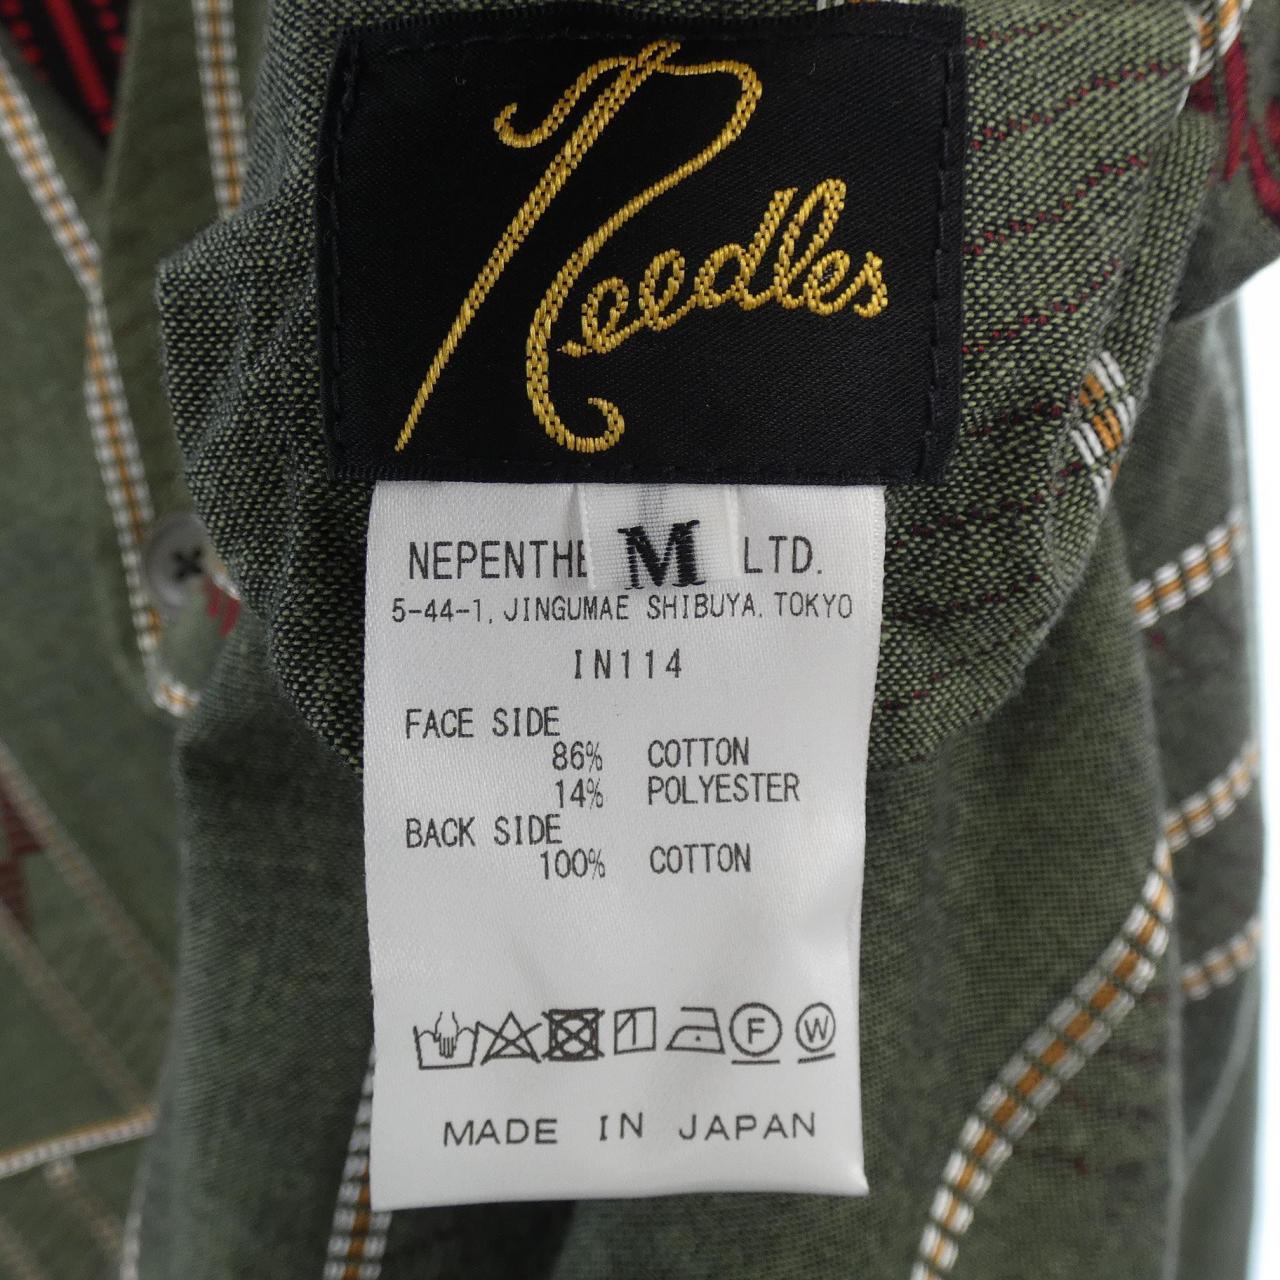 Needles
M
NEPENTHE LTD.
5-44-1, JINGUMAE SHIBUYA, TOKYO
IN114
FACE SIDE
86% COTTON
14% POLYESTER
BACK SIDE
100% COTTON
F W
MADE IN JAPAN